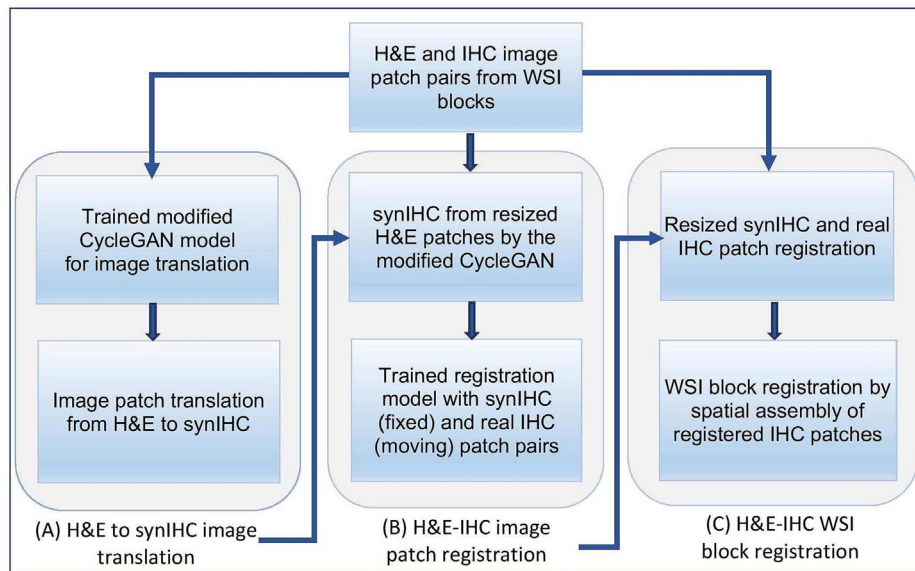 H&E and IHC image
patch pairs from WSI
blocks
Trained modified
CycleGAN model
for image translation
Image patch translation
from H&E to synIHC
(A) H&E to synIHC image
translation
synIHC from resized
H&E patches by the
modified CycleGAN
Trained registration
model with synIHC
(fixed) and real IHC
(moving) patch pairs
(B) H&E-IHC image
patch registration
Resized synIHC and real
IHC patch registration
WSI block registration by
spatial assembly of
registered IHC patches
(C) H&E-IHC WSI
block registration